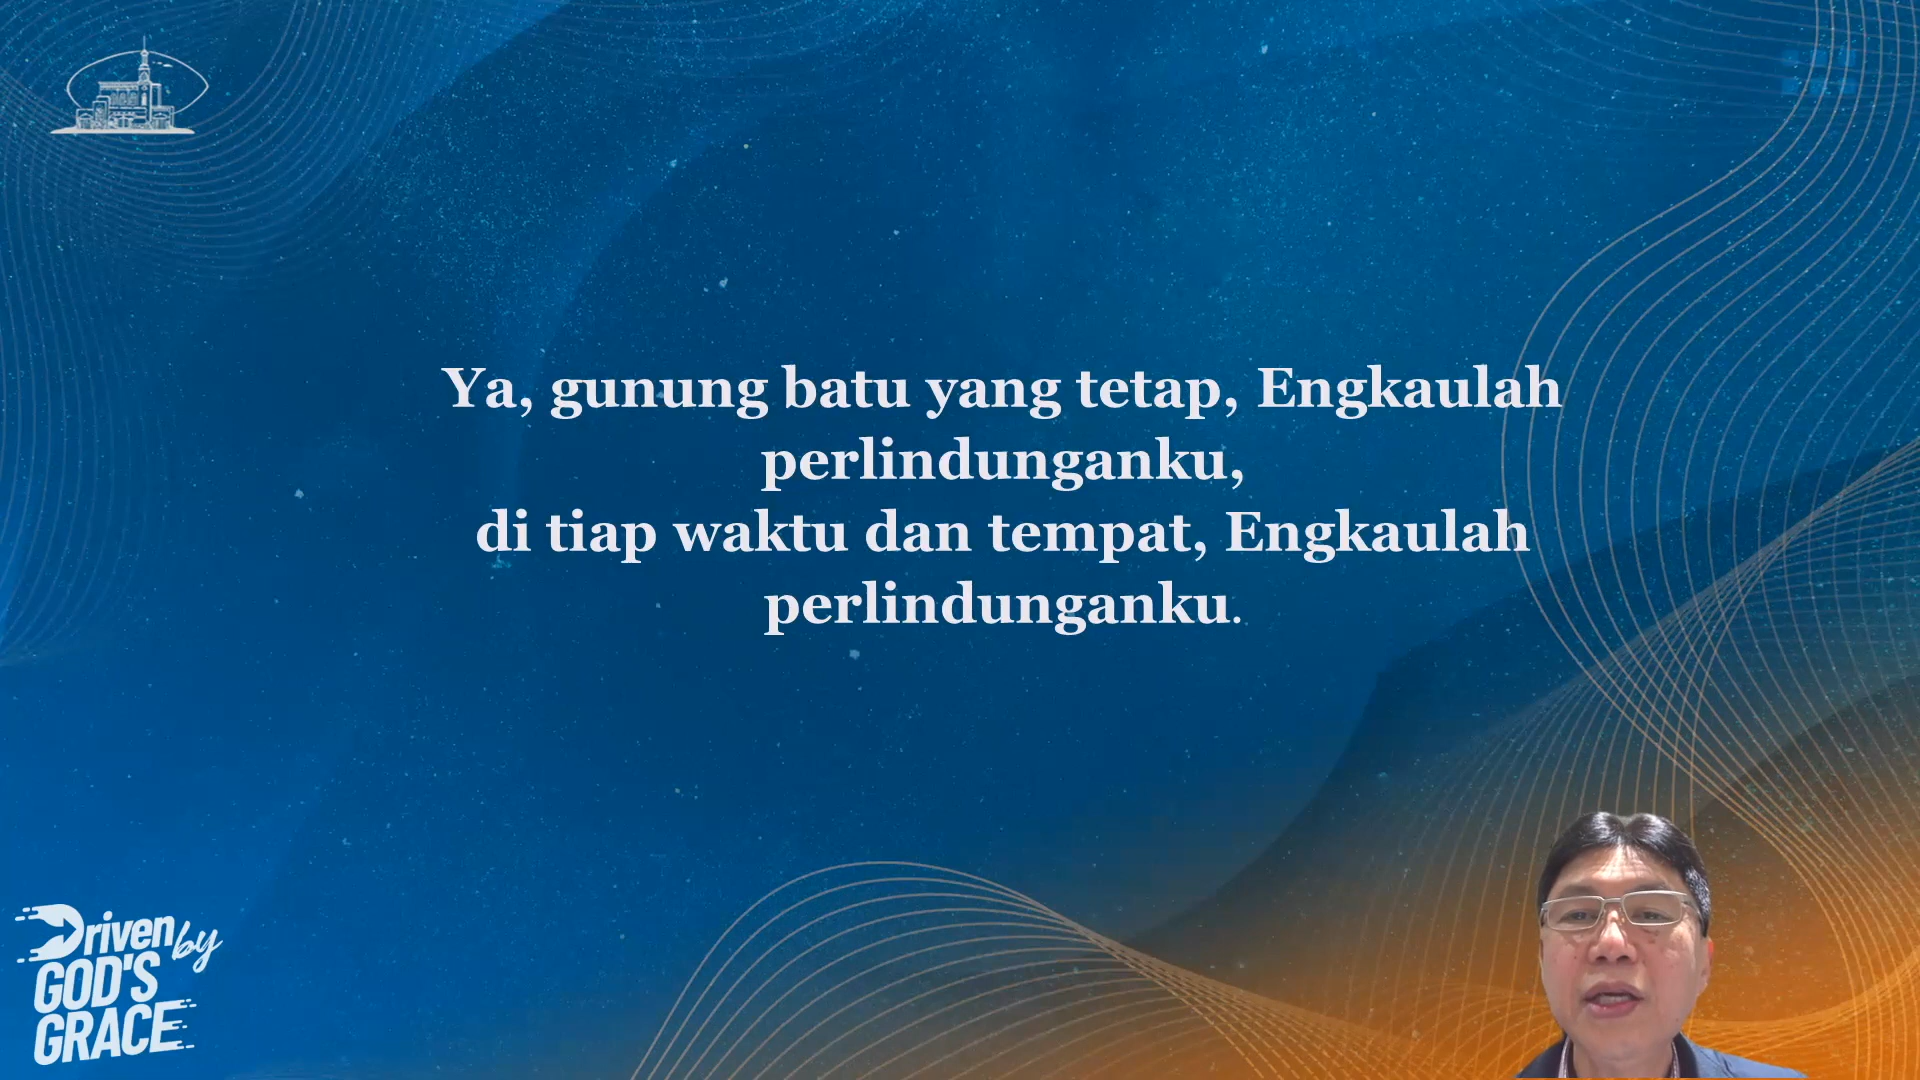 Ya, gunung batu yang tetap, Engkaulah
perlindunganku,
di tiap waktu dan tempat, Engkaulah
perlindunganku.
Driven by
GOD'S
GRACE